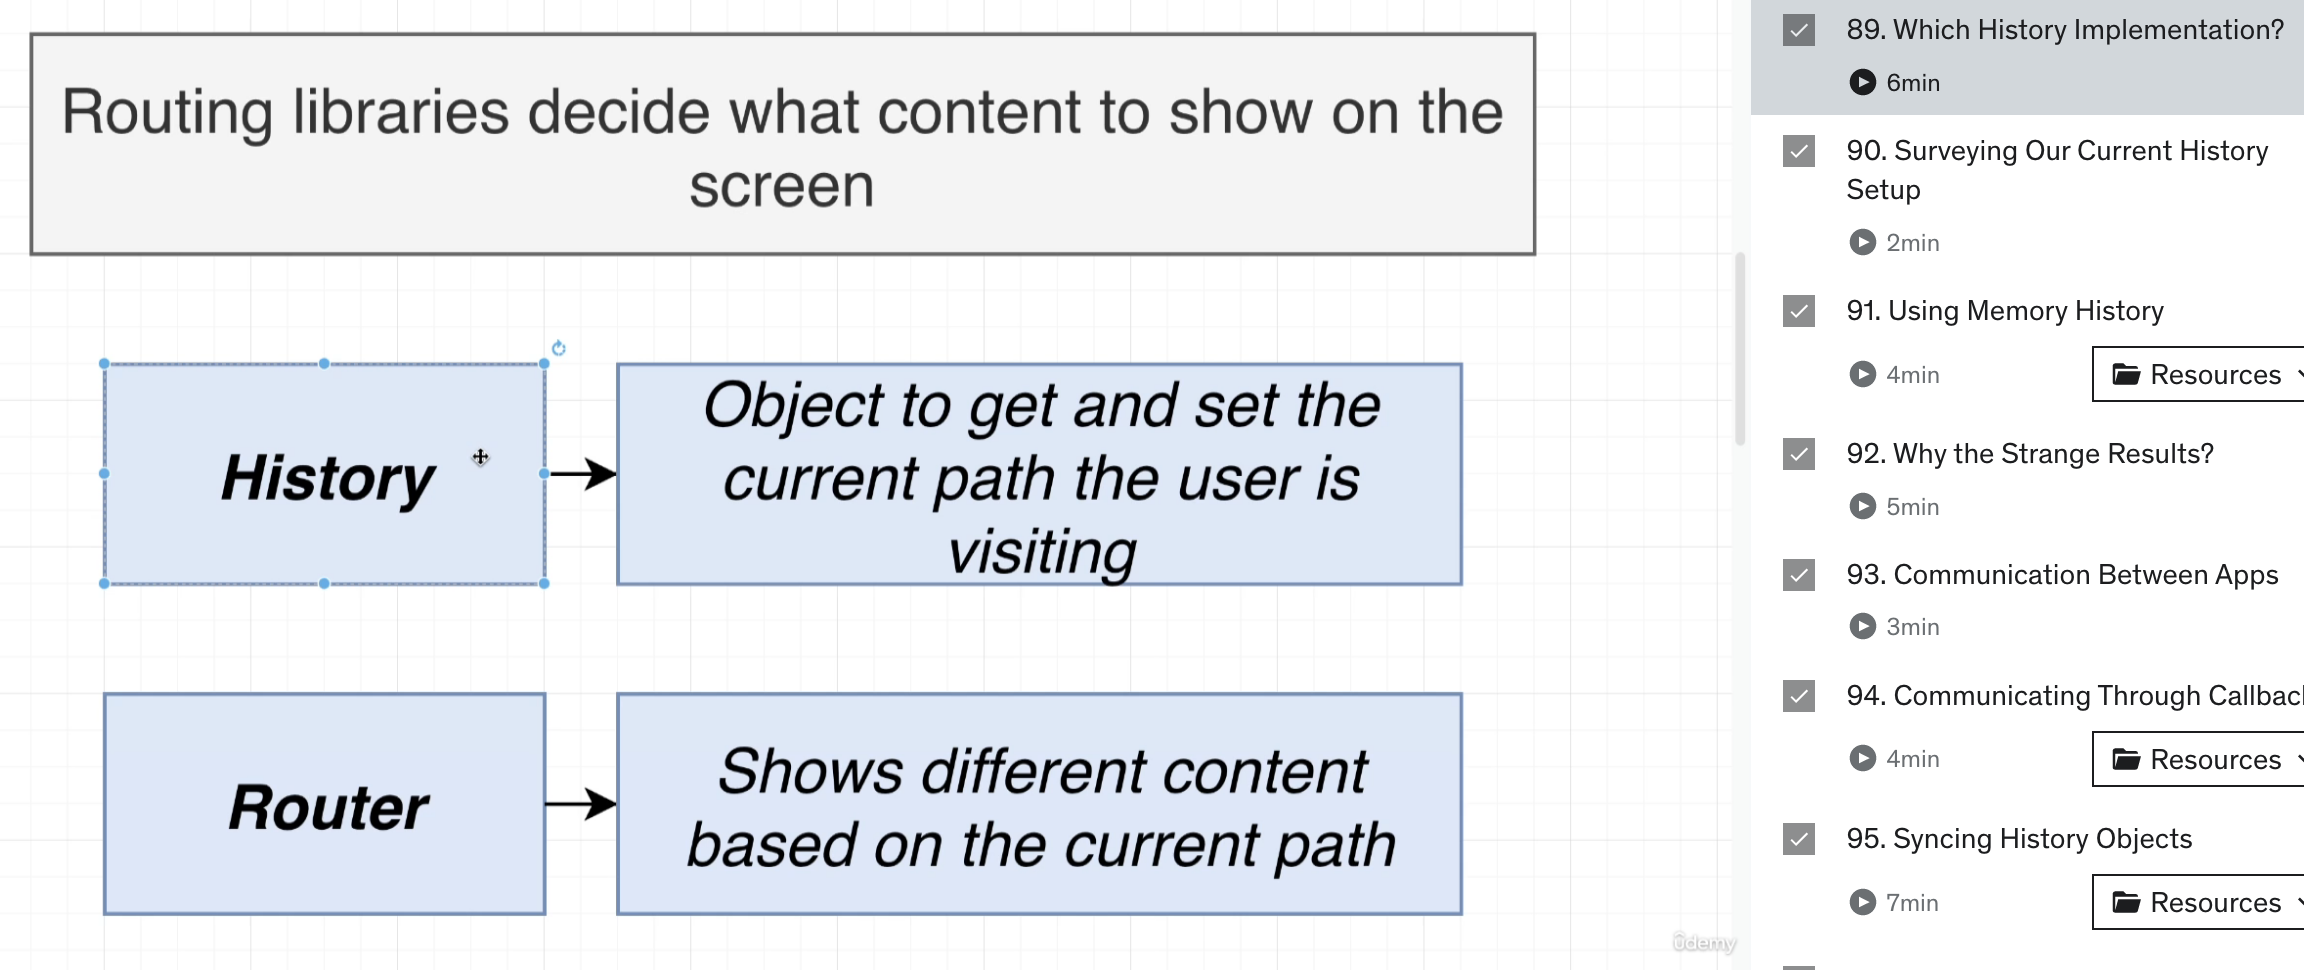 Routing libraries decide what content to show on the
screen
History
Object to get and set the
current path the user is
visiting
Router
Shows different content
based on the current path
ûdemy
89. Which History Implementation?
6min
90. Surveying Our Current History
Setup
2min
91. Using Memory History
4min
Resources
92. Why the Strange Results?
5min
93. Communication Between Apps
3min
94. Communicating Through Callbac
4min
Resources
95. Syncing History Objects
7min
Resources